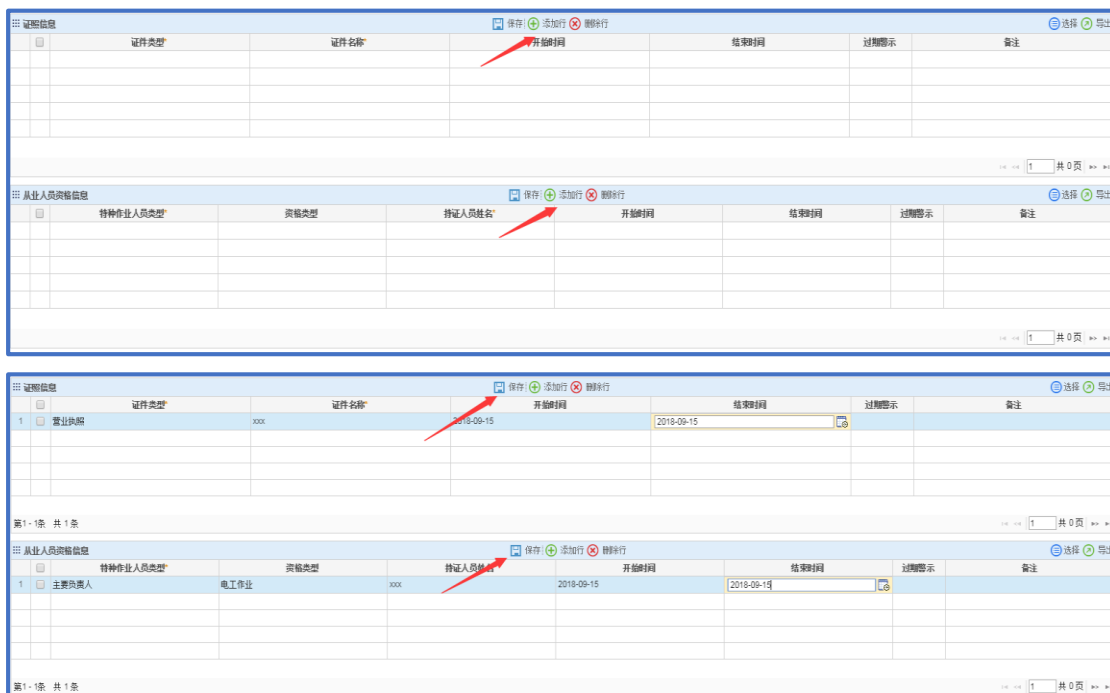 证照信息 保存 添加行 删除行 选择 导出
证件类型* 证件名称* 开始时间 结束时间 过期警示 备注
1 共 0 页
从业人员资格信息 保存 添加行 删除行 选择 导出
特种作业人员类型* 资格类型 持证人员姓名* 开始时间 结束时间 过期警示 备注
1 共 0 页
证照信息 保存 添加行 删除行 选择 导出
证件类型* 证件名称* 开始时间 结束时间 过期警示 备注
1 营业执照 xxx 2018-09-15 2018-09-15
第1 - 1条 共 1 条 1 共 0 页
从业人员资格信息 保存 添加行 删除行 选择 导出
特种作业人员类型* 资格类型 持证人员姓名 开始时间 结束时间 过期警示 备注
1 主要负责人 电工作业 xxx 2018-09-15 2018-09-15
第1 - 1条 共 1 条 1 共 0 页